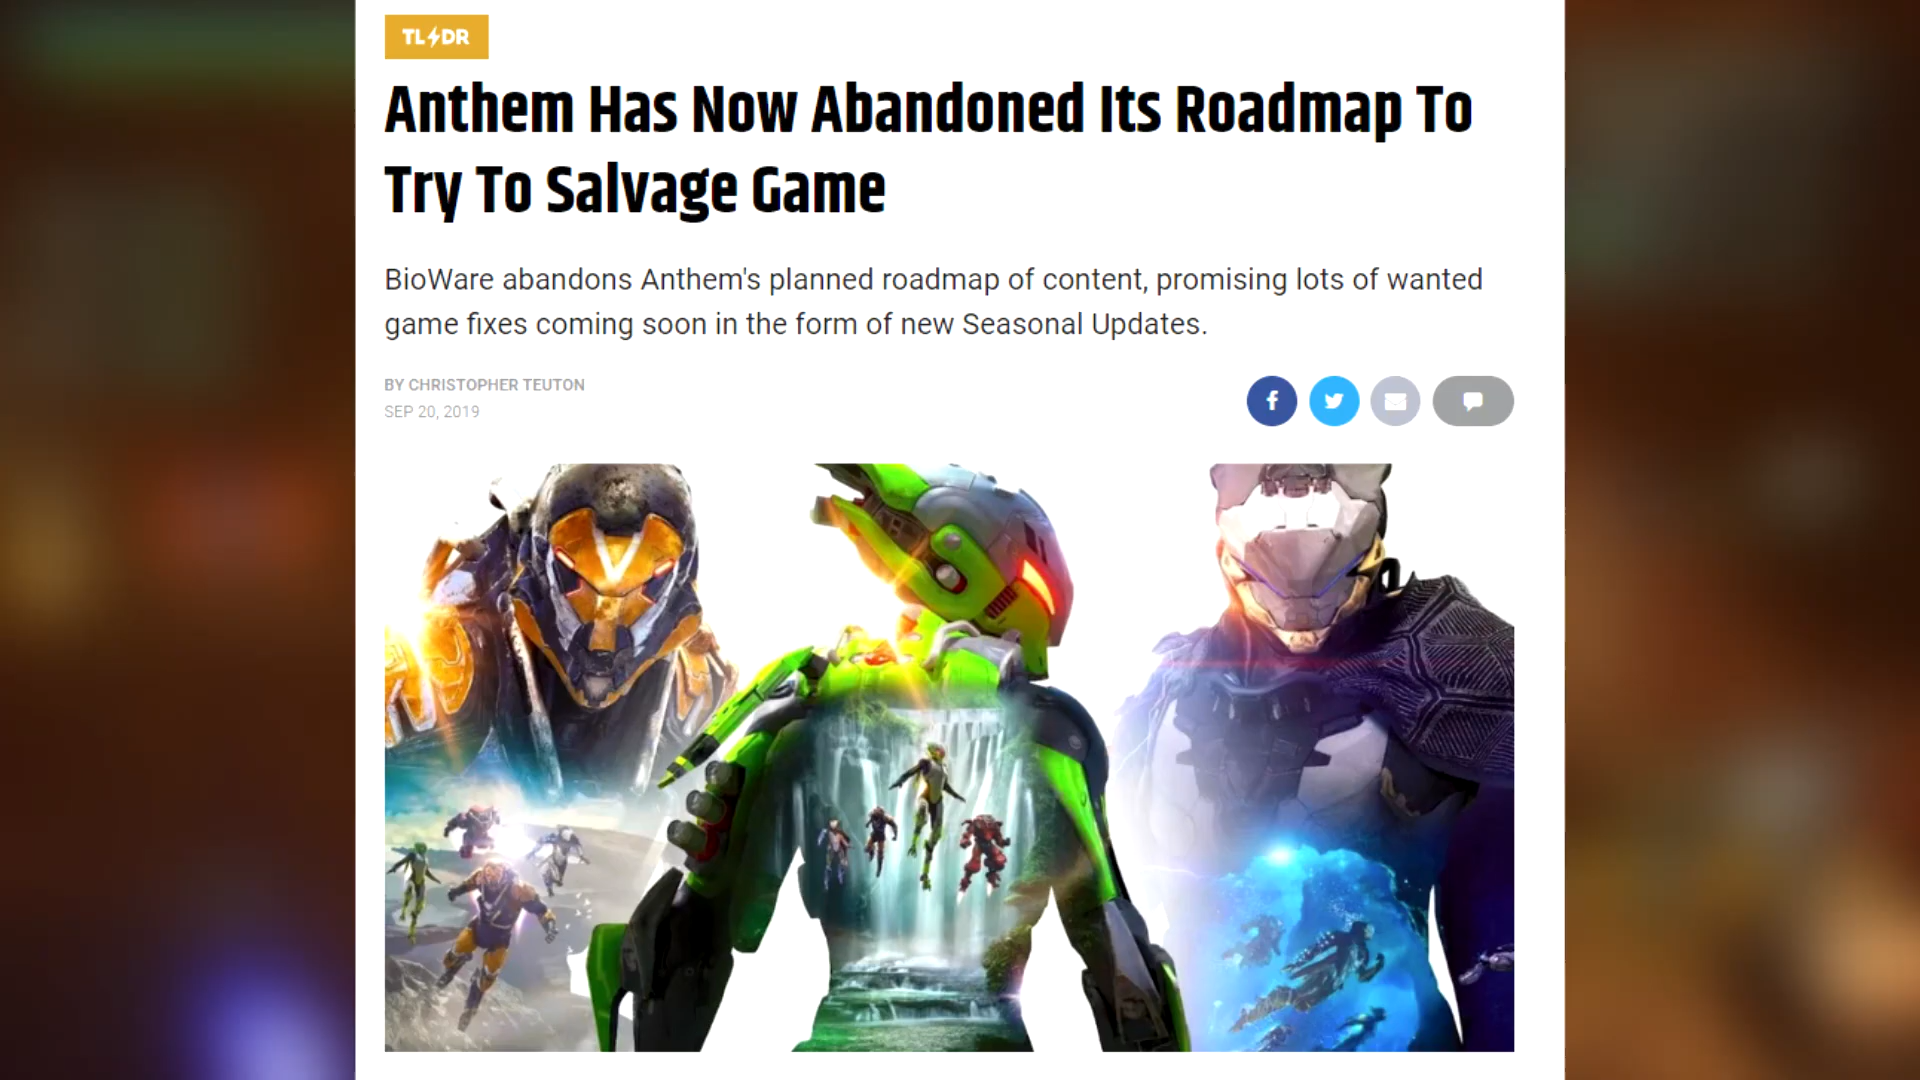 TL DR
Anthem Has Now Abandoned Its Roadmap To
Try To Salvage Game
BioWare abandons Anthem's planned roadmap of content, promising lots of wanted
game fixes coming soon in the form of new Seasonal Updates.
BY CHRISTOPHER TEUTON
SEP 20, 2019